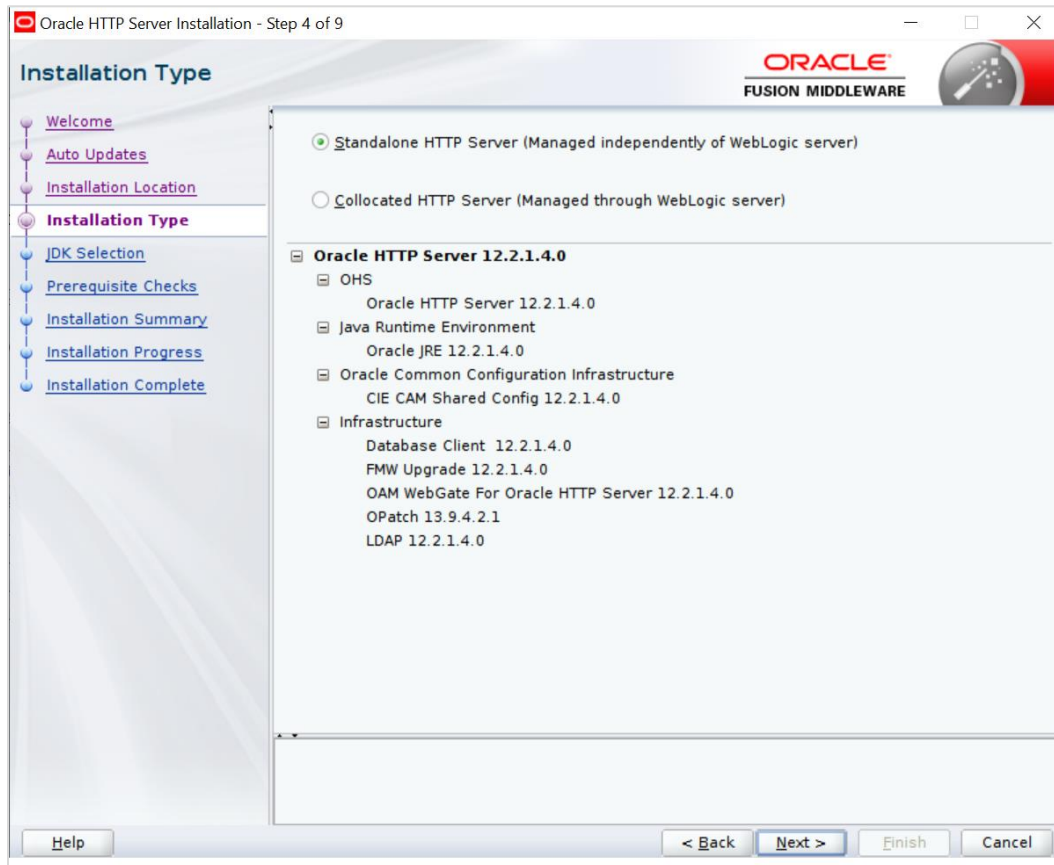 Oracle HTTP Server Installation - Step 4 of 9
Installation Type
ORACLE
FUSION MIDDLEWARE
Welcome
Auto Updates
Installation Location
Installation Type
JDK Selection
Prerequisite Checks
Installation Summary
Installation Progress
Installation Complete
Standalone HTTP Server (Managed independently of WebLogic server)
Collocated HTTP Server (Managed through WebLogic server)
Oracle HTTP Server 12.2.1.4.0
OHS
Oracle HTTP Server 12.2.1.4.0
Java Runtime Environment
Oracle JRE 12.2.1.4.0
Oracle Common Configuration Infrastructure
CIE CAM Shared Config 12.2.1.4.0
Infrastructure
Database Client  12.2.1.4.0
FMW Upgrade 12.2.1.4.0
OAM WebGate For Oracle HTTP Server 12.2.1.4.0
OPatch 13.9.4.2.1
LDAP 12.2.1.4.0
Help
< Back
Next >
Finish
Cancel